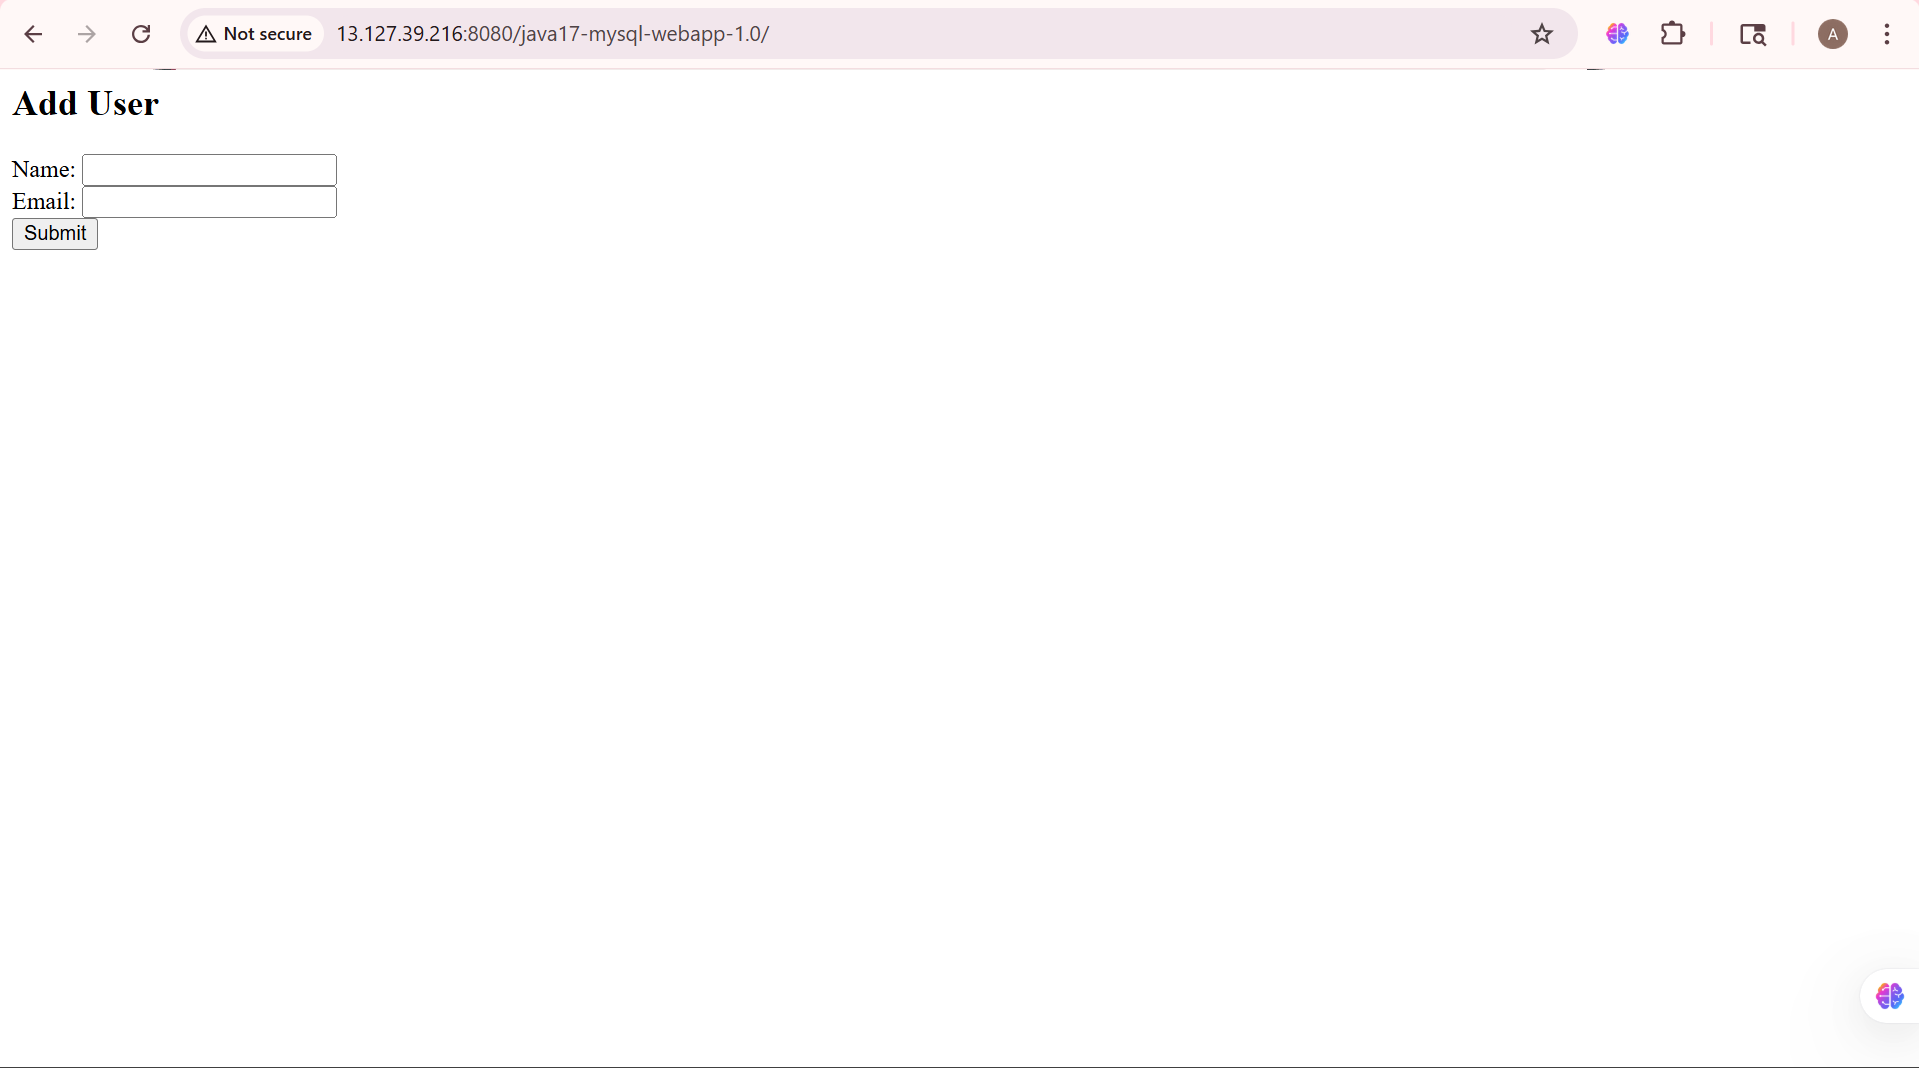 Not secure 13.127.39.216:8080/java17-mysql-webapp-1.0/ A
Add User
Name:
Email:
Submit